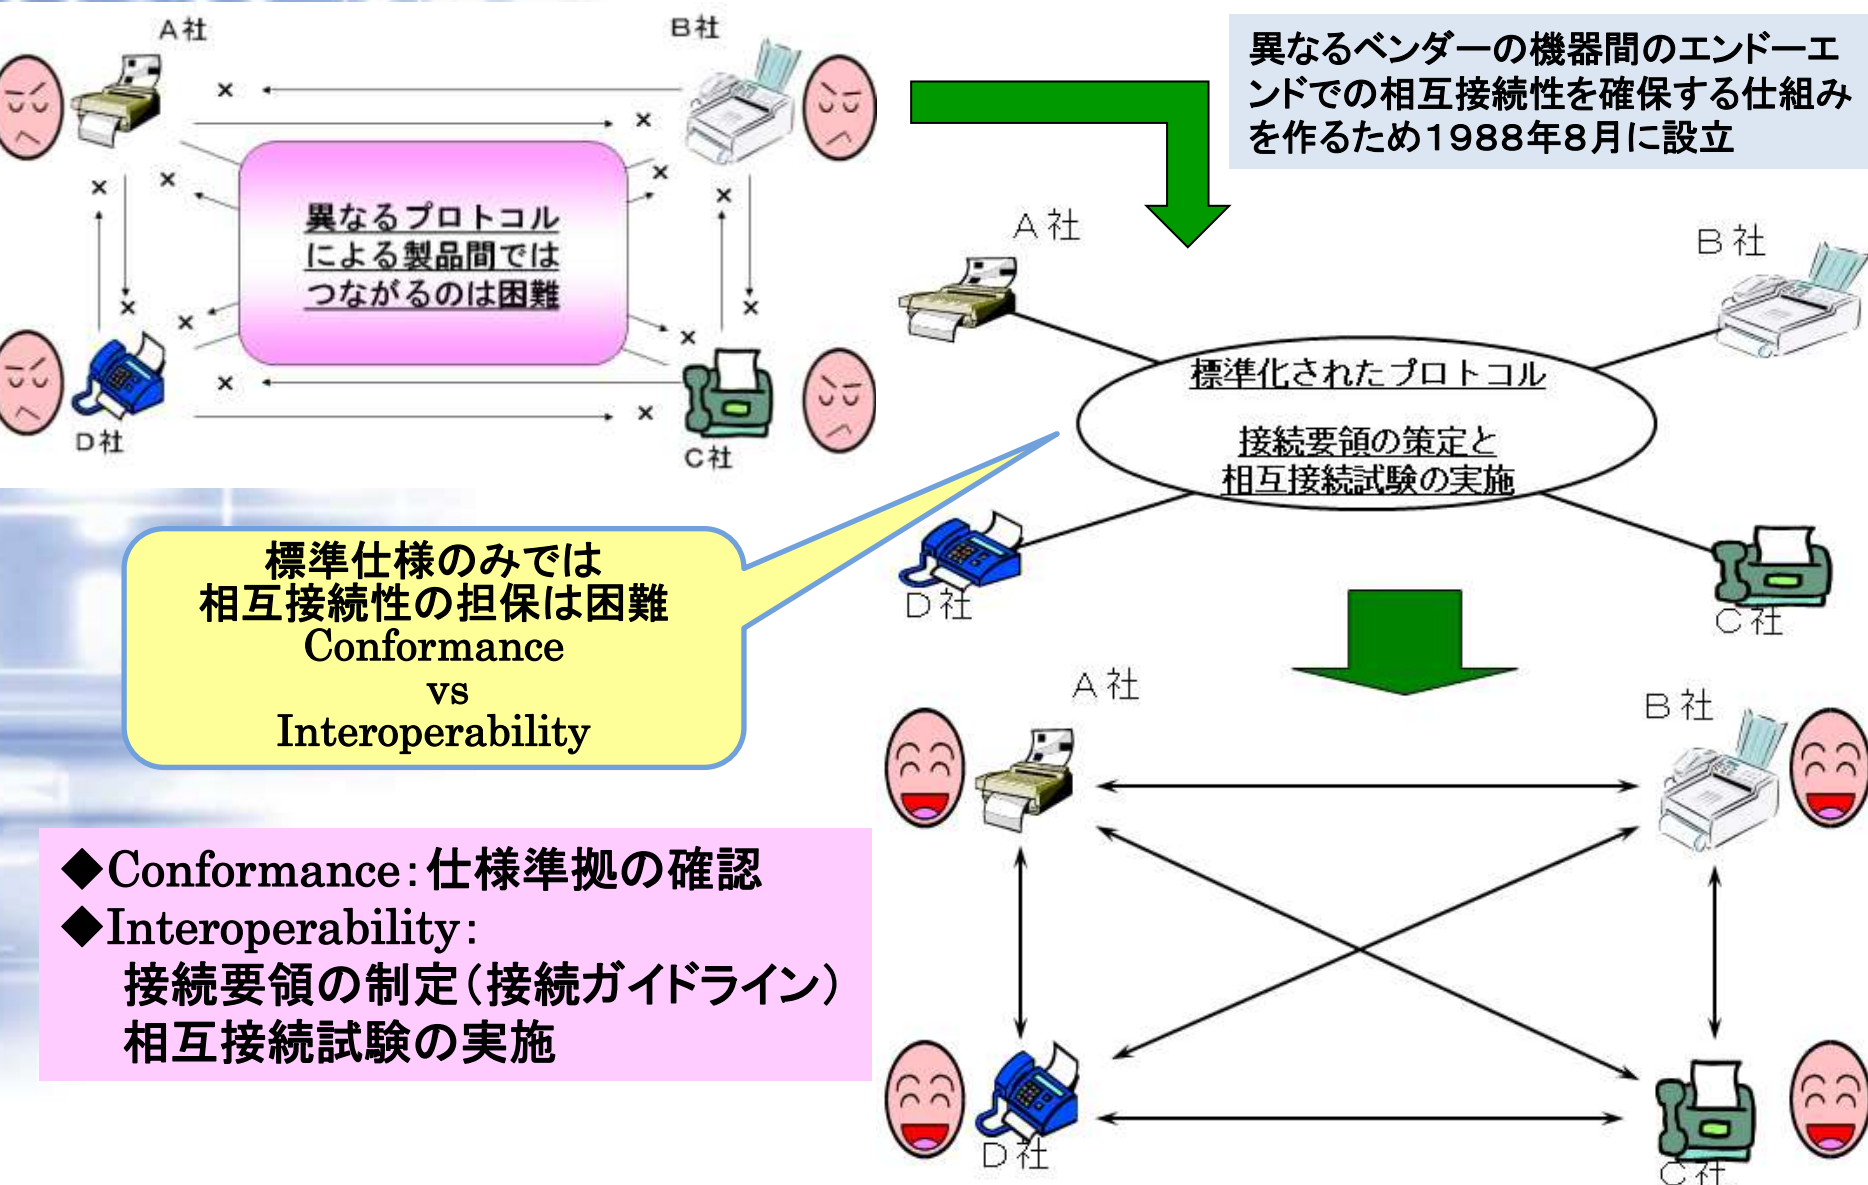 A社
B社
異なるプロトコル
による製品間では
つながるのは困難
D社
C社
異なるベンダーの機器間のエンドーエ
ンドでの相互接続性を確保する仕組み
を作るため1988年8月に設立
A社
B社
標準化されたプロトコル
接続要領の策定と
相互接続試験の実施
D社
C社
標準仕様のみでは
相互接続性の担保は困難
Conformance
vs
Interoperability
◆Conformance：仕様準拠の確認
◆Interoperability：
接続要領の制定（接続ガイドライン）
相互接続試験の実施
A社
B社
D社
C社